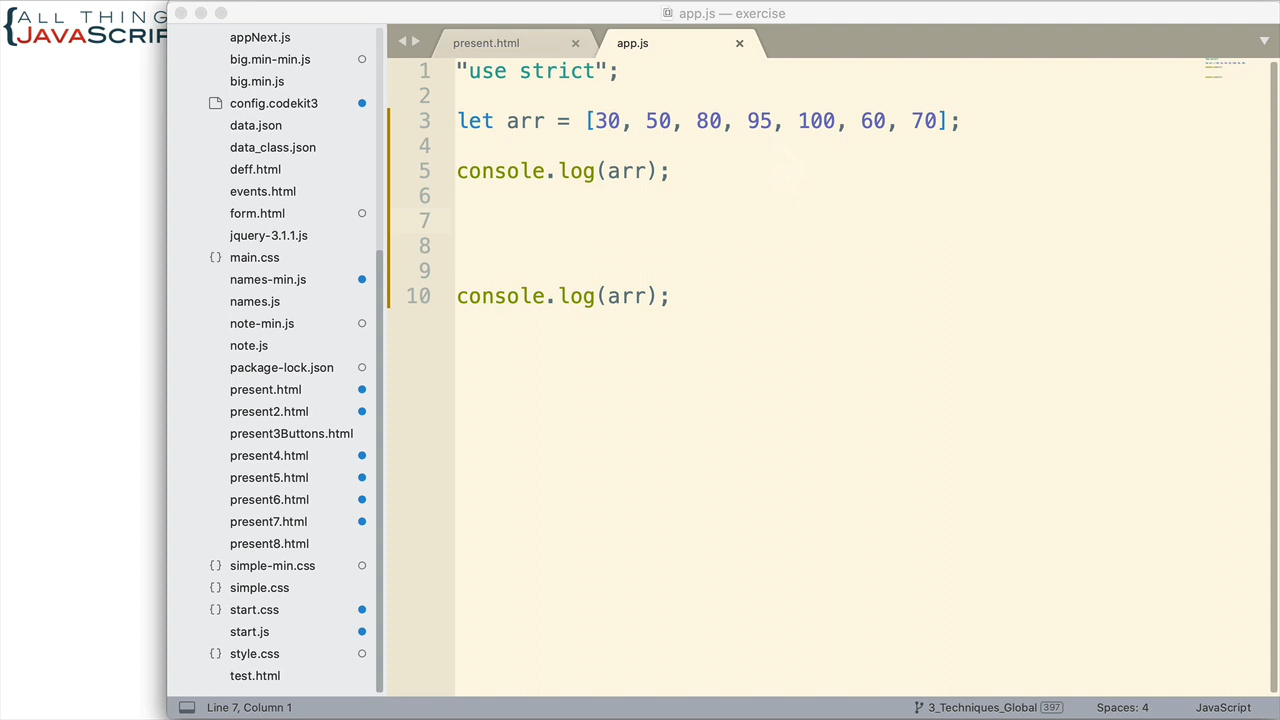 {ALL THING
JAVASCRIP
app.js — exercise
appNext.js
big.min-min.js
big.min.js
config.codekit3
data.json
data_class.json
deff.html
events.html
form.html
jquery-3.1.1.js
{} main.css
names-min.js
names.js
note-min.js
note.js
package-lock.json
present.html
present2.html
present3Buttons.html
present4.html
present5.html
present6.html
present7.html
present8.html
{} simple-min.css
{} simple.css
{} start.css
start.js
{} style.css
test.html
present.html ×
app.js ×
1 "use strict";
2
3 let arr = [30, 50, 80, 95, 100, 60, 70];
4
5 console.log(arr);
6
7
8
9
10 console.log(arr);
Line 7, Column 1
3_Techniques_Global 397
Spaces: 4
JavaScript